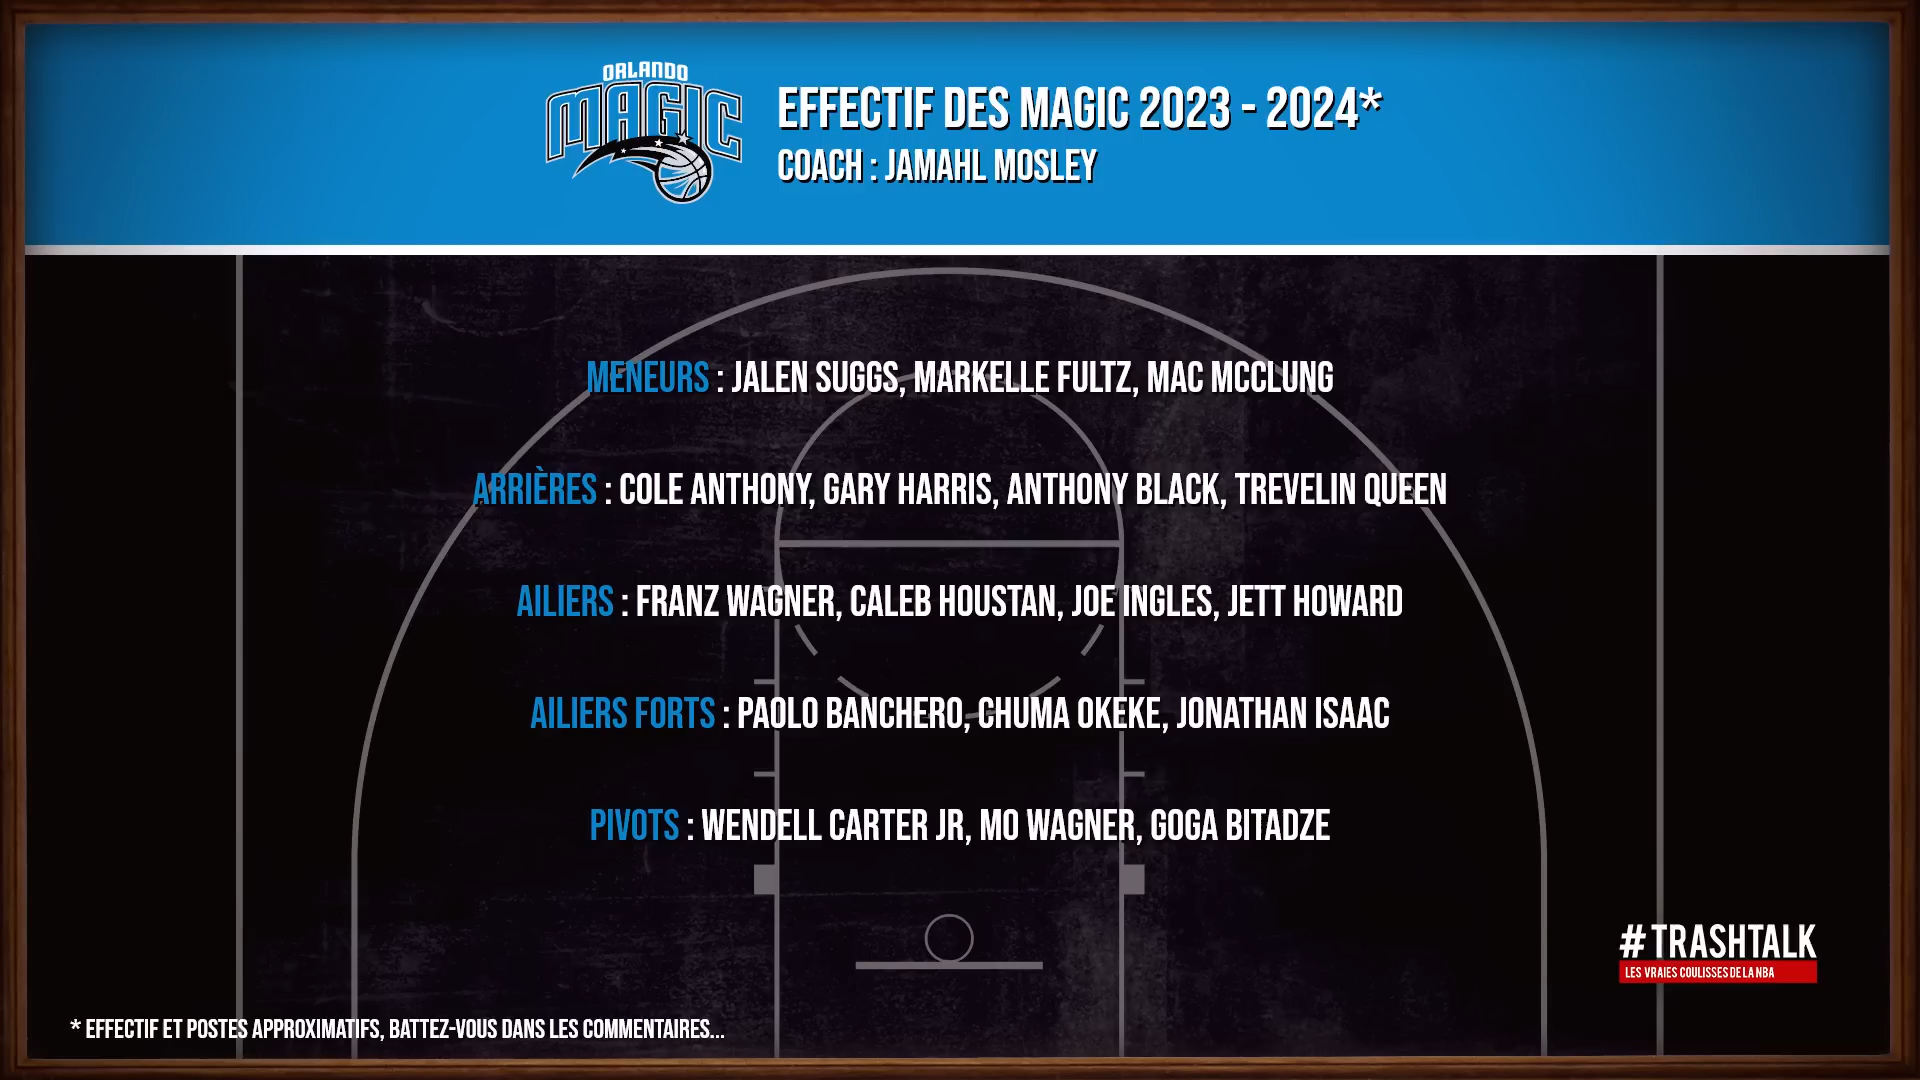 ORLANDO
MAGIC
EFFECTIF DES MAGIC 2023 - 2024*
COACH : JAMAHL MOSLEY
MENEURS : JALEN SUGGS, MARKELLE FULTZ, MAC MCCLUNG
ARRIÈRES : COLE ANTHONY, GARY HARRIS, ANTHONY BLACK, TREVELIN QUEEN
AILIERS : FRANZ WAGNER, CALEB HOUSTAN, JOE INGLES, JETT HOWARD
AILIERS FORTS : PAOLO BANCHERO, CHUMA OKEKE, JONATHAN ISAAC
PIVOTS : WENDELL CARTER JR, MO WAGNER, GOGA BITADZE
#TRASHTALK
LES VRAIES COULISSES DE LA NBA
* EFFECTIF ET POSTES APPROXIMATIFS, BATTEZ-VOUS DANS LES COMMENTAIRES...